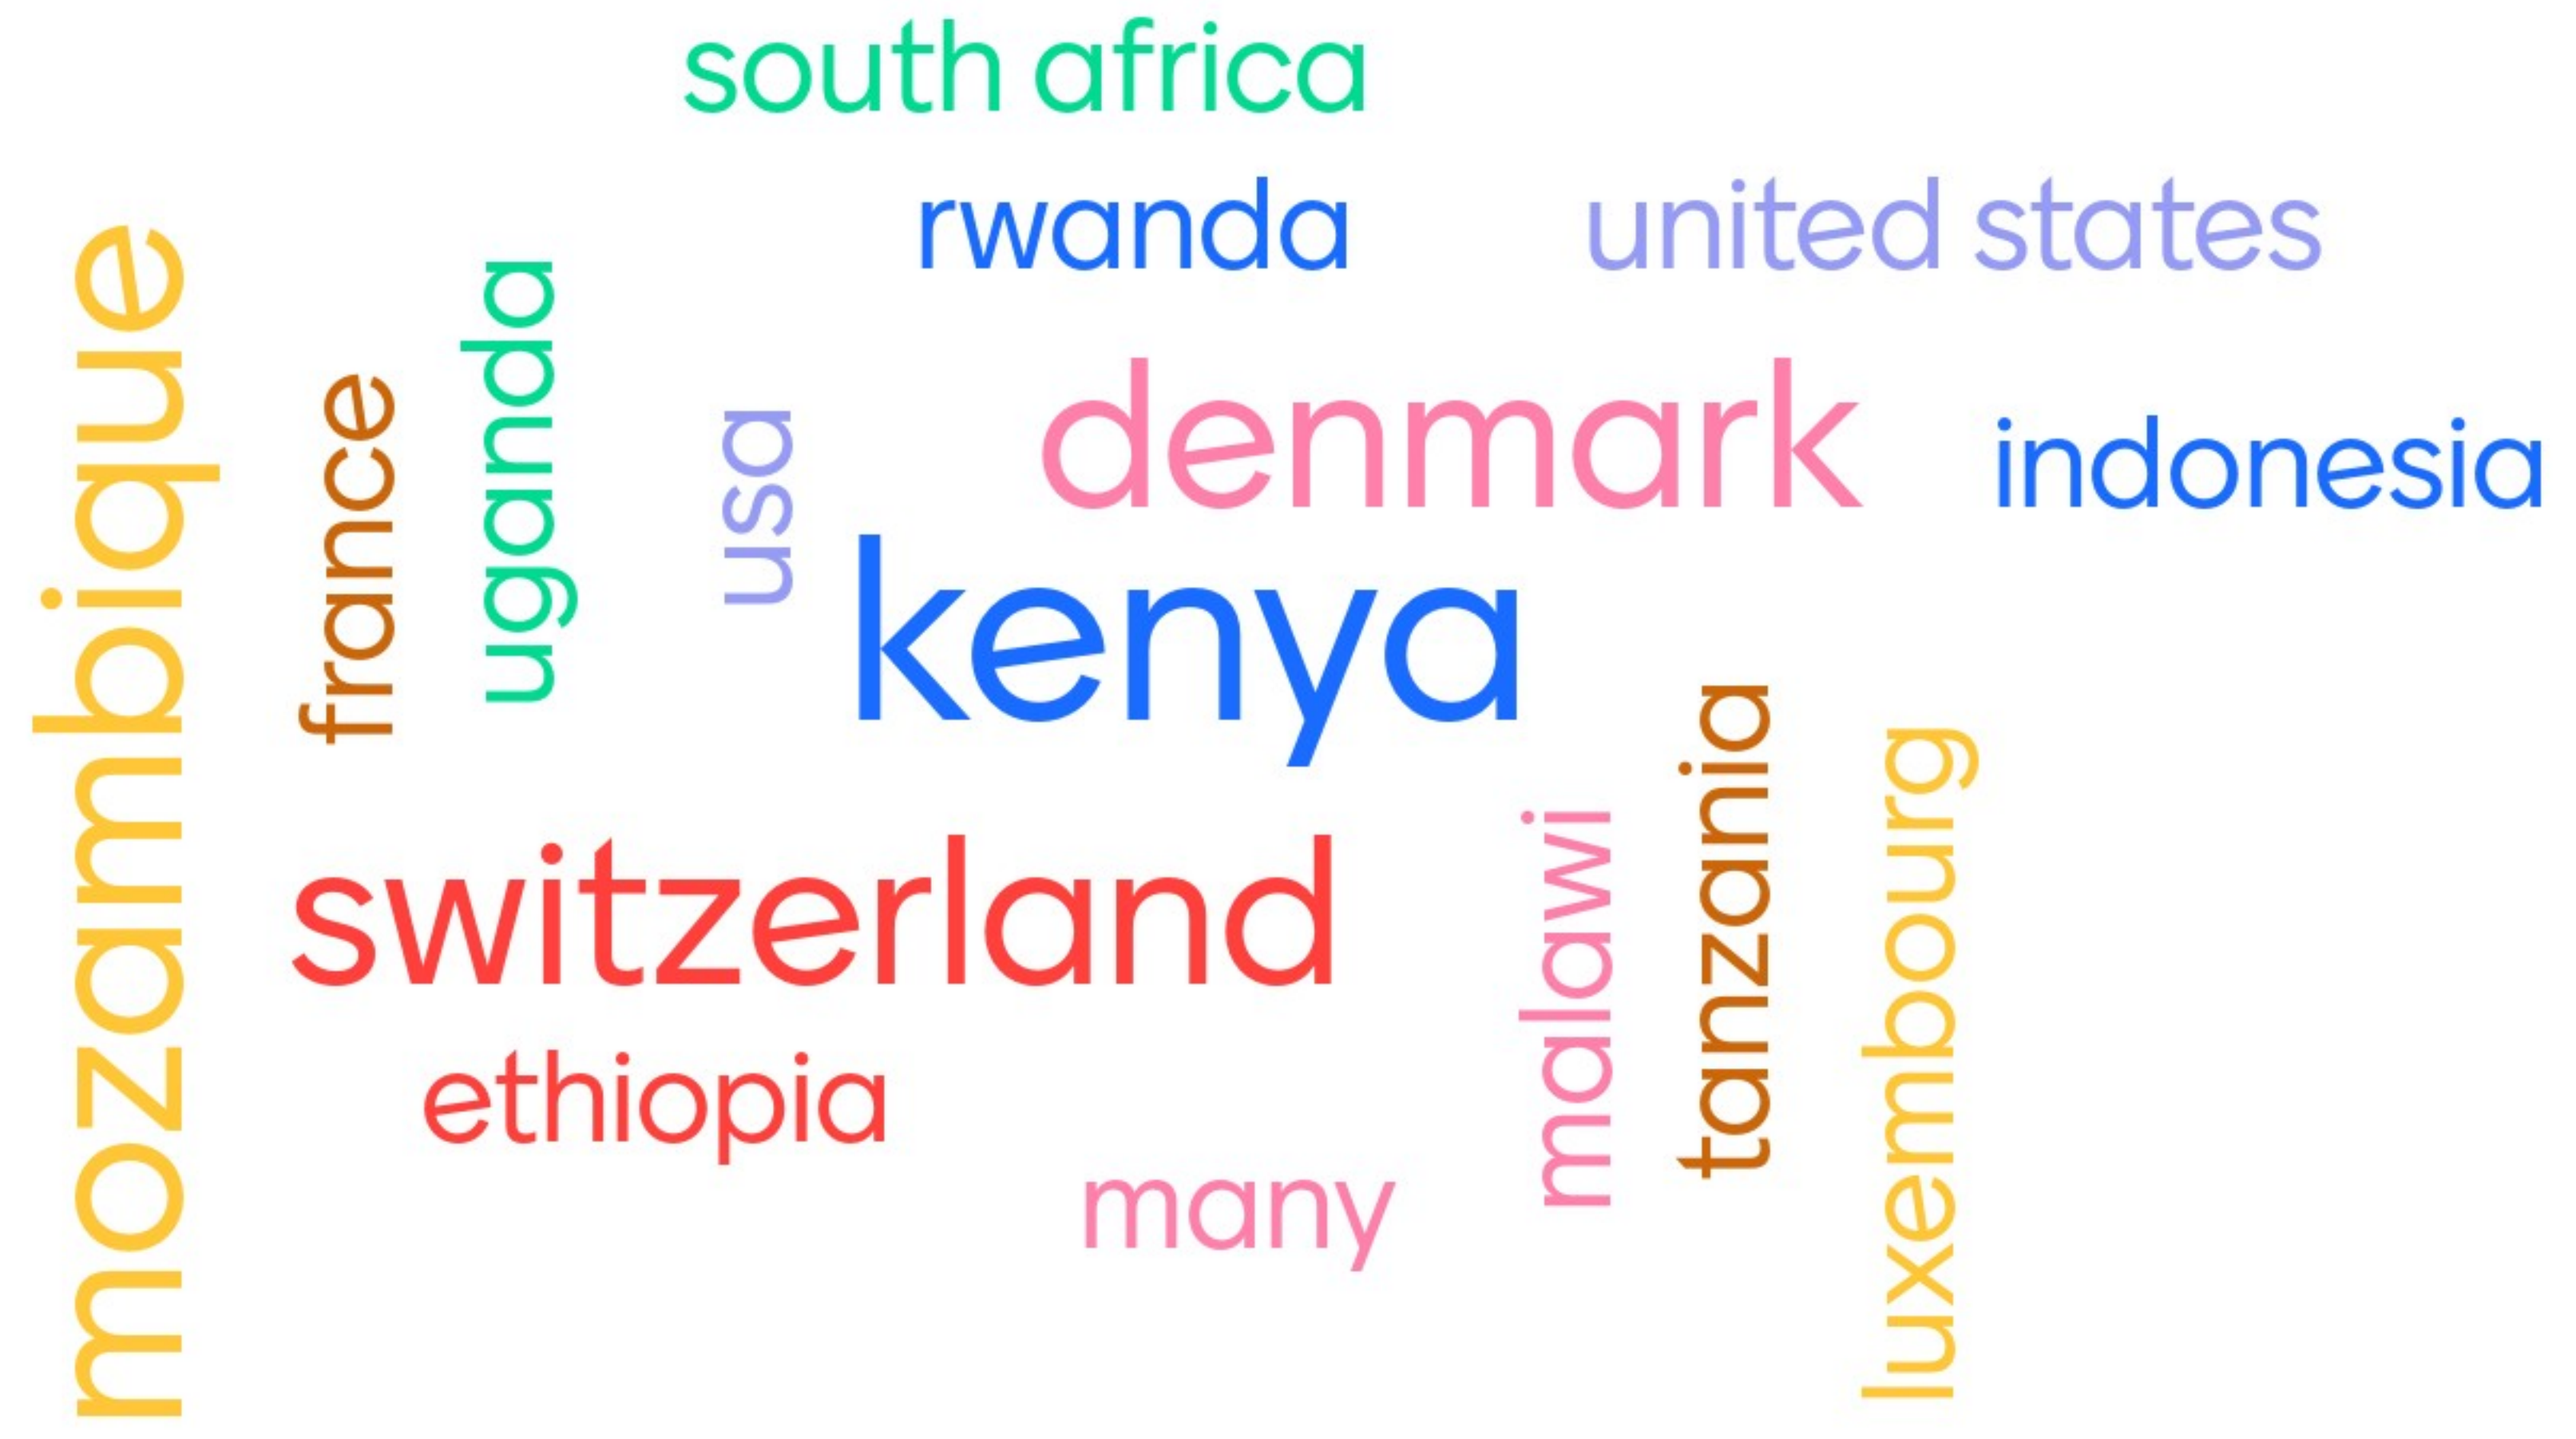 south africa
rwanda
united states
mozambique
france
uganda
usa
denmark
indonesia
kenya
switzerland
malawi
tanzania
luxembourg
ethiopia
many